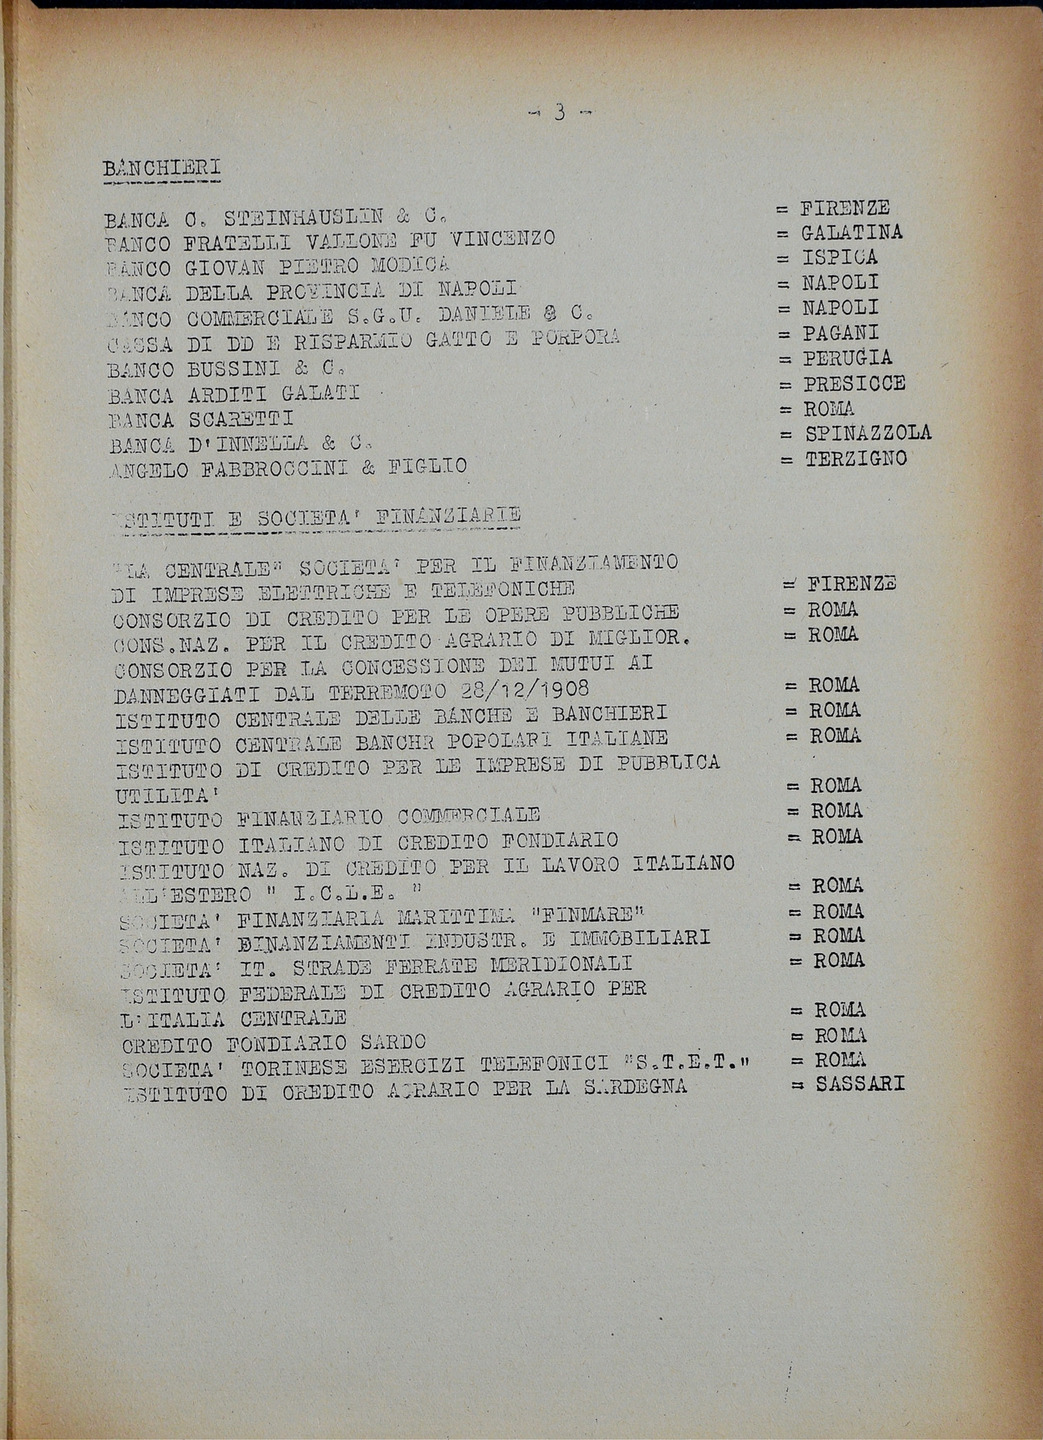 - 3 -
BANCHIERI
BANCA C. STEINHAUSLIN & C. = FIRENZE
BANCO FRATELLI VALLONE FU VINCENZO = GALATINA
BANCO GIOVAN PIETRO MODICA = ISPICA
BANCA DELLA PROVINCIA DI NAPOLI = NAPOLI
BANCO COMMERCIALE S.G.U. DANIELE & C. = NAPOLI
CASSA DI DD E RISPARMIO GATTO E PORPORA = PAGANI
BANCO BUSSINI & C. = PERUGIA
BANCA ARDITI GALATI = PRESICCE
BANCA SCARETTI = ROMA
BANCA D'INNELLA & C. = SPINAZZOLA
ANGELO FABBROCCINI & FIGLIO = TERZIGNO
ISTITUTI E SOCIETA' FINANZIARIE
"LA CENTRALE" SOCIETA' PER IL FINANZIAMENTO
DI IMPRESE ELETTRICHE E TELEFONICHE = FIRENZE
CONSORZIO DI CREDITO PER LE OPERE PUBBLICHE = ROMA
CONS.NAZ. PER IL CREDITO AGRARIO DI MIGLIOR. = ROMA
CONSORZIO PER LA CONCESSIONE DEI MUTUI AI
DANNEGGIATI DAL TERREMOTO 28/12/1908 = ROMA
ISTITUTO CENTRALE DELLE BANCHE E BANCHIERI = ROMA
ISTITUTO CENTRALE BANCHR POPOLARI ITALIANE = ROMA
ISTITUTO DI CREDITO PER LE IMPRESE DI PUBBLICA
UTILITA' = ROMA
ISTITUTO FINANZIARIO COMMERCIALE = ROMA
ISTITUTO ITALIANO DI CREDITO FONDIARIO = ROMA
ISTITUTO NAZ. DI CREDITO PER IL LAVORO ITALIANO
ALL'ESTERO " I.C.L.E. " = ROMA
SOCIETA' FINANZIARIA MARITTIMA "FINMARE" = ROMA
SOCIETA' FINANZIAMENTI INDUSTR. E IMMOBILIARI = ROMA
SOCIETA' IT. STRADE FERRATE MERIDIONALI = ROMA
ISTITUTO FEDERALE DI CREDITO AGRARIO PER
L'ITALIA CENTRALE = ROMA
CREDITO FONDIARIO SARDO = ROMA
SOCIETA' TORINESE ESERCIZI TELEFONICI "S.T.E.T." = ROMA
ISTITUTO DI CREDITO AGRARIO PER LA SARDEGNA = SASSARI